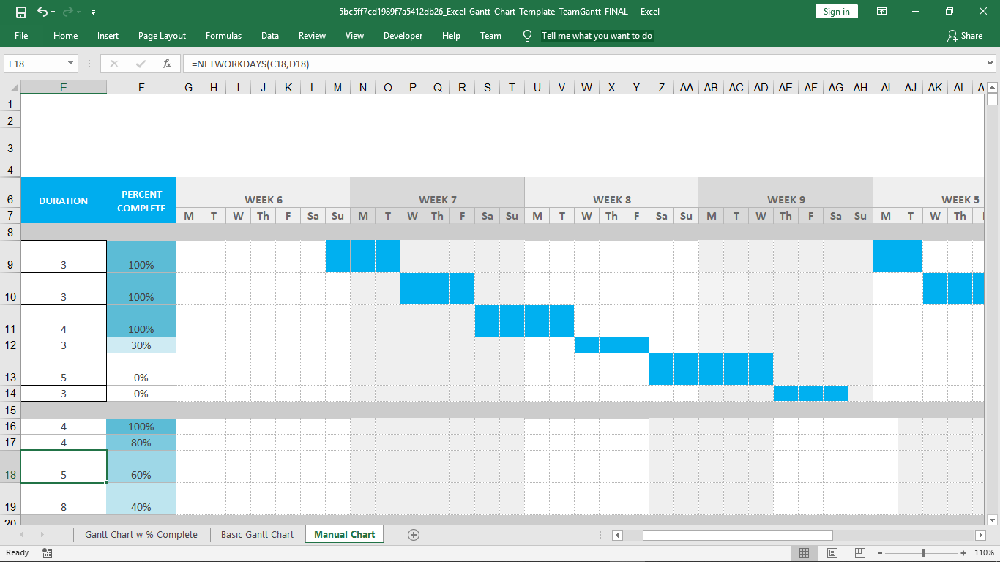 5bc5ff7cd1989f7a5412db26_Excel-Gantt-Chart-Template-TeamGantt-FINAL - Excel
Sign in
File Home Insert Page Layout Formulas Data Review View Developer Help Team Tell me what you want to do Share
E18 fx =NETWORKDAYS(C18,D18)
E F G H I J K L M N O P Q R S T U V W X Y Z AA AB AC AD AE AF AG AH AI AJ AK AL
1
2
3
4
6 DURATION PERCENT COMPLETE WEEK 6 WEEK 7 WEEK 8 WEEK 9 WEEK 5
7 M T W Th F Sa Su M T W Th F Sa Su M T W Th F Sa Su M T W Th F Sa Su M T W Th
8
9 3 100%
10 3 100%
11 4 100%
12 3 30%
13 5 0%
14 3 0%
15
16 4 100%
17 4 80%
18 5 60%
19 8 40%
20
Gantt Chart w % Complete Basic Gantt Chart Manual Chart
Ready 110%